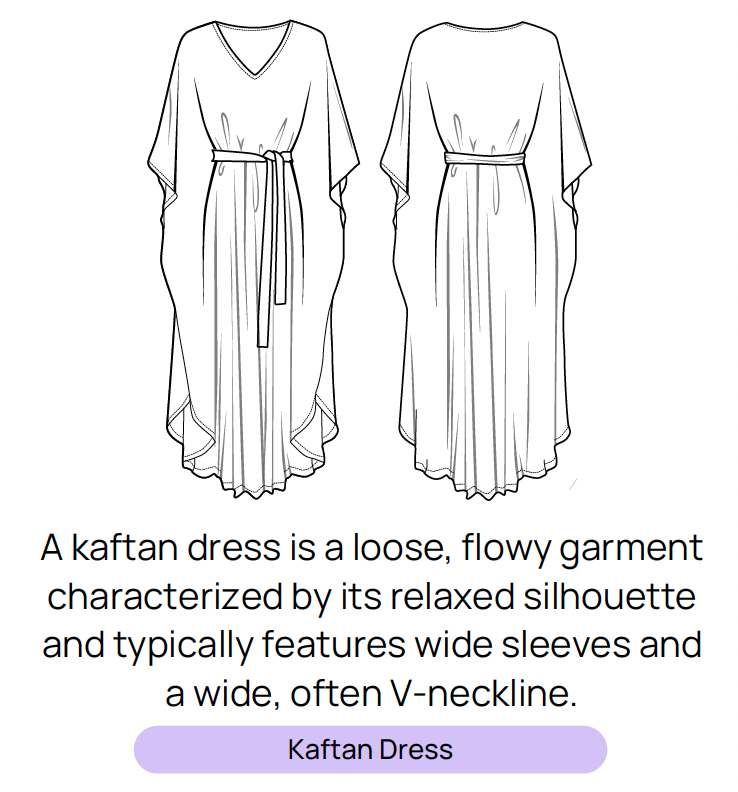 A kaftan dress is a loose, flowy garment
characterized by its relaxed silhouette
and typically features wide sleeves and
a wide, often V-neckline.
Kaftan Dress